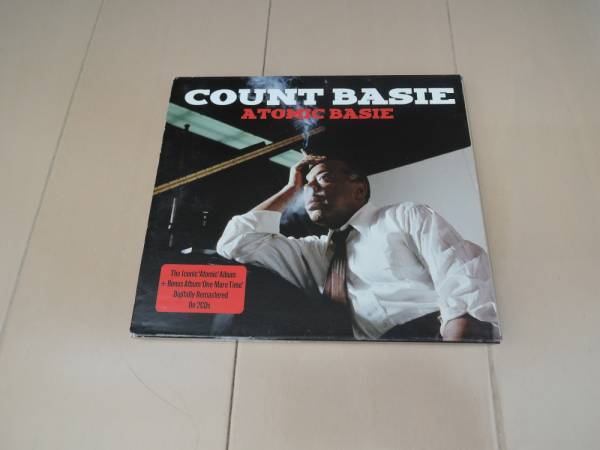 COUNT BASIE
ATOMIC BASIE
The Iconic 'Atomic' Album
+ Bonus Album 'One More Time'
Digitally Remastered
On 2CDs